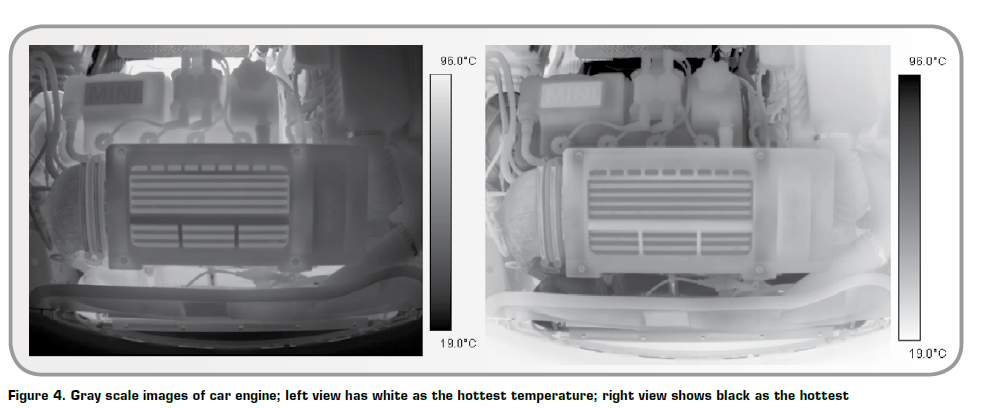 96.0°C
96.0°C
MINI
MINI
19.0°C
19.0°C
Figure 4. Gray scale images of car engine; left view has white as the hottest temperature; right view shows black as the hottest